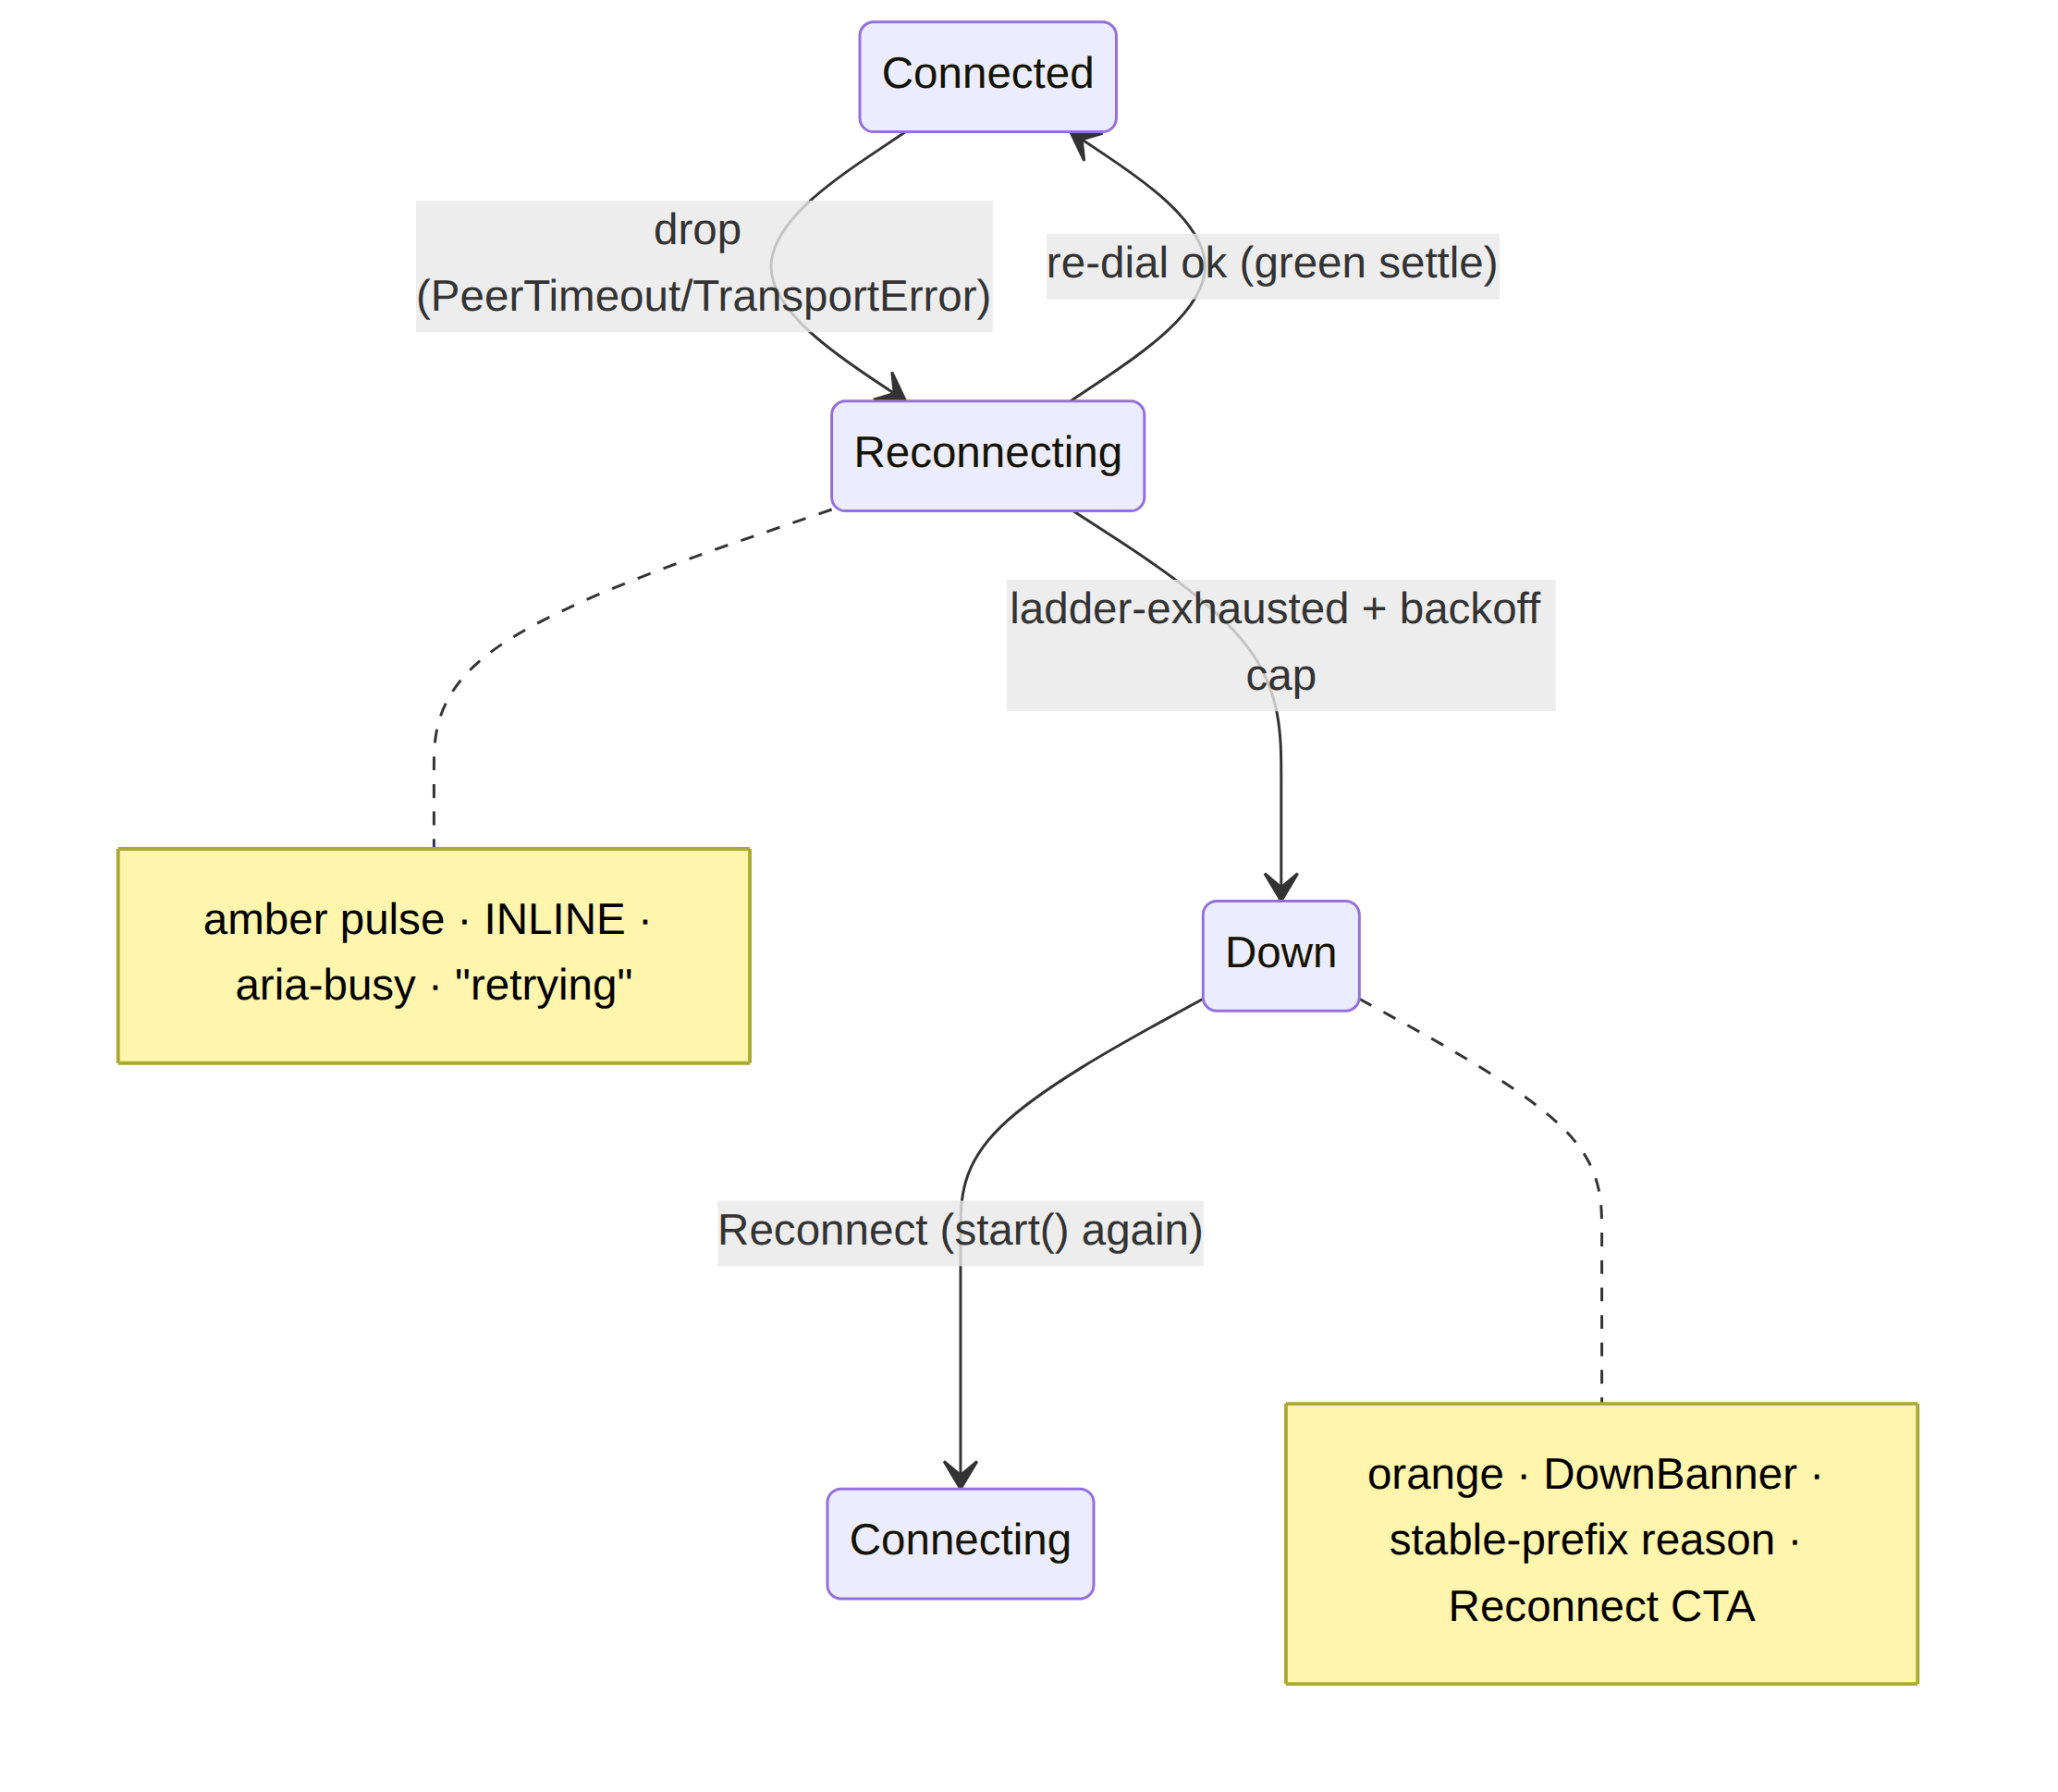 Connected
drop
(PeerTimeout/TransportError)
re-dial ok (green settle)
Reconnecting
ladder-exhausted + backoff
cap
amber pulse · INLINE ·
aria-busy · "retrying"
Down
Reconnect (start() again)
Connecting
orange · DownBanner ·
stable-prefix reason ·
Reconnect CTA